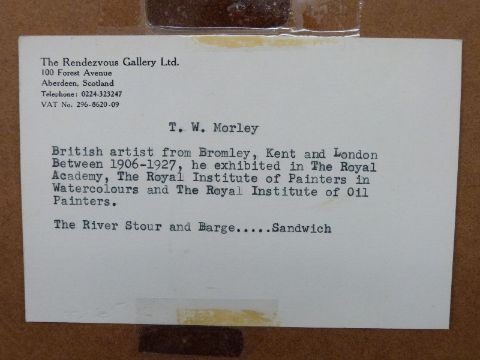 The Rendezvous Gallery Ltd.
100 Forest Avenue
Aberdeen, Scotland
Telephone: 0224-323247
VAT No. 296-8620-09
T. W. Morley
British artist from Bromley, Kent and London
Between 1906-1927, he exhibited in The Royal
Academy, The Royal Institute of Painters in
Watercolours and The Royal Institute of Oil
Painters.
The River Stour and Barge.....Sandwich